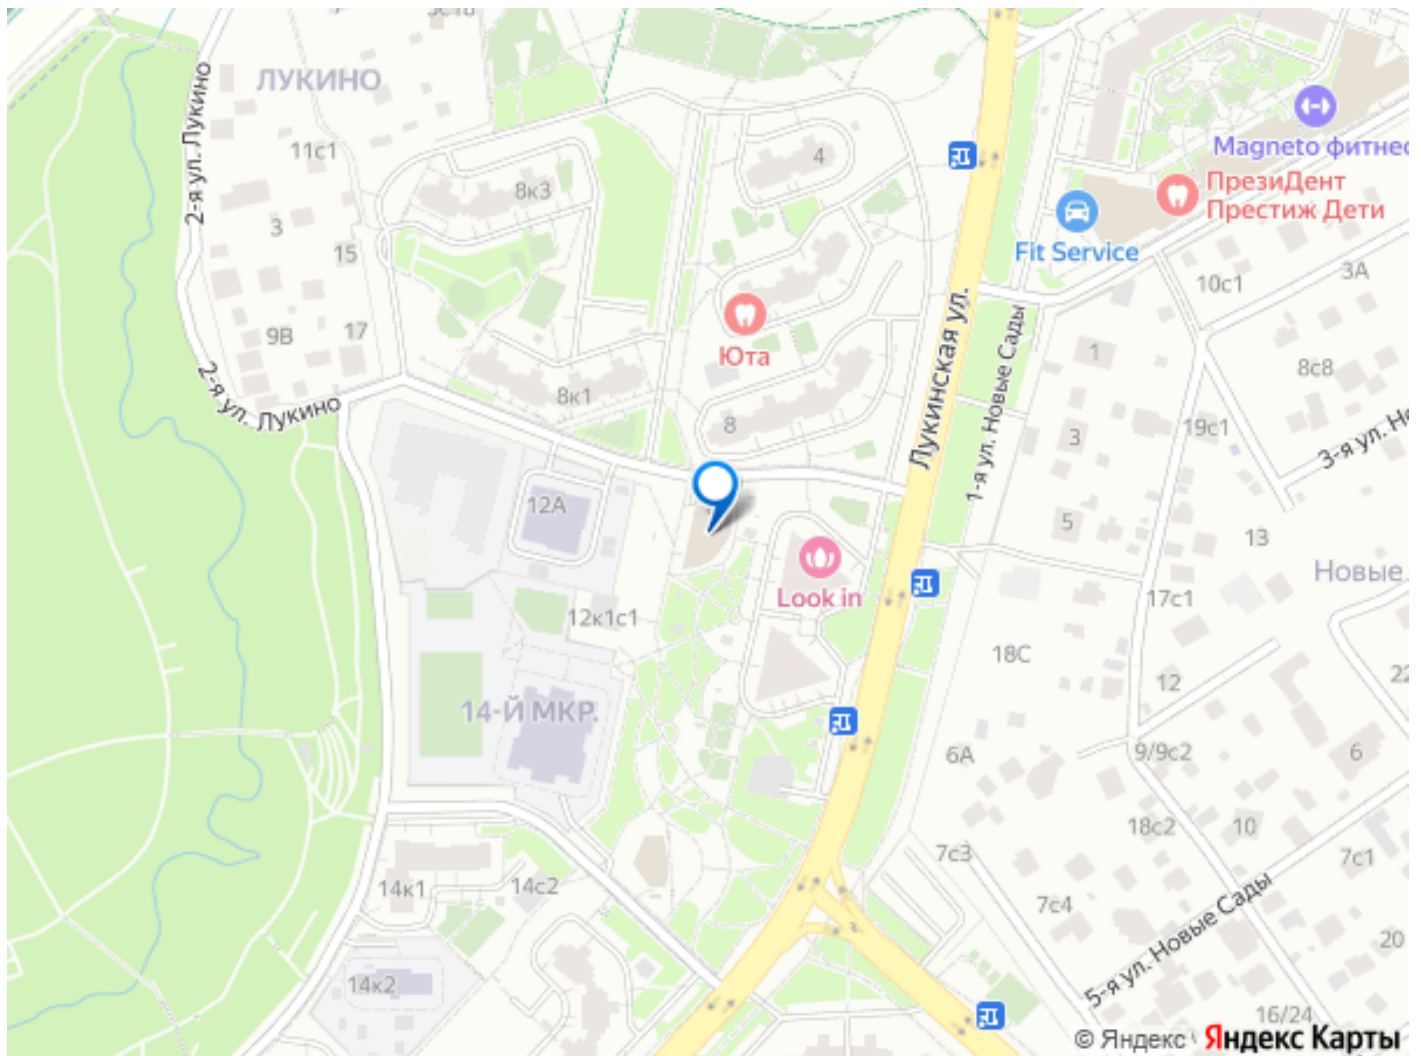 ЛУКИНО
2-я ул. Лукино
11с1
8к3
4
Magneto фитнес
ПрезиДент
Престиж Дети
Fit Service
3
15
10с1
3А
9В
17
Юта
Лукинская ул.
1-я ул. Новые Сады
1
8с8
2-я ул. Лукино
8к1
8
3
19с1
12А
5
13
Look in
Новые
17с1
12к1с1
18С
12
22
14-Й МКР.
6А
9/9с2
6
18с2
10
7с3
7с1
14к1
14с2
7с4
5-я ул. Новые Сады
20
14к2
16/24
© Яндекс
Яндекс Карты